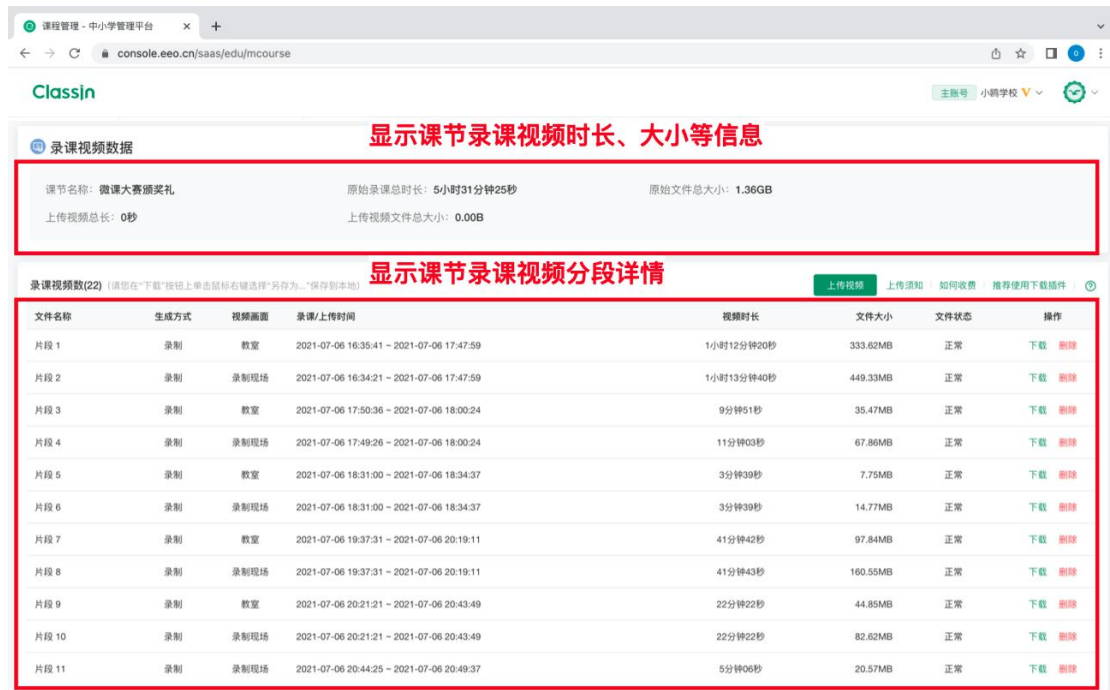 课程管理 - 中小学管理平台
console.eeo.cn/saas/edu/mcourse
ClassIn
主账号 小鸥学校 V
显示课节录课视频时长、大小等信息
录课视频数据
课节名称：微课大赛颁奖礼 原始录课总时长：5小时31分钟25秒 原始文件总大小：1.36GB
上传视频总长：0秒 上传视频文件总大小：0.00B
显示课节录课视频分段详情
录课视频数(22) (请您在"下载"按钮上单击鼠标右键选择"另存为..."保存到本地) 上传视频 上传须知 如何收费 推荐使用下载插件
文件名称 生成方式 视频画面 录课/上传时间 视频时长 文件大小 文件状态 操作
片段 1 录制 教室 2021-07-06 16:35:41 ~ 2021-07-06 17:47:59 1小时12分钟20秒 333.62MB 正常 下载 删除
片段 2 录制 录制现场 2021-07-06 16:34:21 ~ 2021-07-06 17:47:59 1小时13分钟40秒 449.33MB 正常 下载 删除
片段 3 录制 教室 2021-07-06 17:50:36 ~ 2021-07-06 18:00:24 9分钟51秒 35.47MB 正常 下载 删除
片段 4 录制 录制现场 2021-07-06 17:49:26 ~ 2021-07-06 18:00:24 11分钟03秒 67.86MB 正常 下载 删除
片段 5 录制 教室 2021-07-06 18:31:00 ~ 2021-07-06 18:34:37 3分钟39秒 7.75MB 正常 下载 删除
片段 6 录制 录制现场 2021-07-06 18:31:00 ~ 2021-07-06 18:34:37 3分钟39秒 14.77MB 正常 下载 删除
片段 7 录制 教室 2021-07-06 19:37:31 ~ 2021-07-06 20:19:11 41分钟42秒 97.84MB 正常 下载 删除
片段 8 录制 录制现场 2021-07-06 19:37:31 ~ 2021-07-06 20:19:11 41分钟43秒 160.55MB 正常 下载 删除
片段 9 录制 教室 2021-07-06 20:21:21 ~ 2021-07-06 20:43:49 22分钟22秒 44.85MB 正常 下载 删除
片段 10 录制 录制现场 2021-07-06 20:21:21 ~ 2021-07-06 20:43:49 22分钟22秒 82.62MB 正常 下载 删除
片段 11 录制 录制现场 2021-07-06 20:44:25 ~ 2021-07-06 20:49:37 5分钟06秒 20.57MB 正常 下载 删除